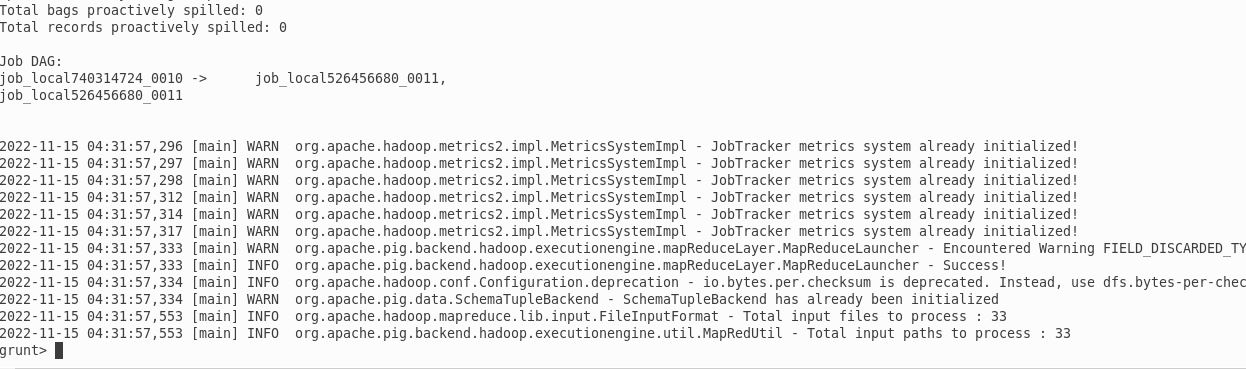 Total bags proactively spilled: 0
Total records proactively spilled: 0
Job DAG:
job_local740314724_0010 -> job_local526456680_0011,
job_local526456680_0011
2022-11-15 04:31:57,296 [main] WARN org.apache.hadoop.metrics2.impl.MetricsSystemImpl - JobTracker metrics system already initialized!
2022-11-15 04:31:57,297 [main] WARN org.apache.hadoop.metrics2.impl.MetricsSystemImpl - JobTracker metrics system already initialized!
2022-11-15 04:31:57,298 [main] WARN org.apache.hadoop.metrics2.impl.MetricsSystemImpl - JobTracker metrics system already initialized!
2022-11-15 04:31:57,312 [main] WARN org.apache.hadoop.metrics2.impl.MetricsSystemImpl - JobTracker metrics system already initialized!
2022-11-15 04:31:57,314 [main] WARN org.apache.hadoop.metrics2.impl.MetricsSystemImpl - JobTracker metrics system already initialized!
2022-11-15 04:31:57,317 [main] WARN org.apache.hadoop.metrics2.impl.MetricsSystemImpl - JobTracker metrics system already initialized!
2022-11-15 04:31:57,333 [main] WARN org.apache.pig.backend.hadoop.executionengine.mapReduceLayer.MapReduceLauncher - Encountered Warning FIELD_DISCARDED_TY
2022-11-15 04:31:57,333 [main] INFO org.apache.pig.backend.hadoop.executionengine.mapReduceLayer.MapReduceLauncher - Success!
2022-11-15 04:31:57,334 [main] INFO org.apache.hadoop.conf.Configuration.deprecation - io.bytes.per.checksum is deprecated. Instead, use dfs.bytes-per-chec
2022-11-15 04:31:57,334 [main] WARN org.apache.pig.data.SchemaTupleBackend - SchemaTupleBackend has already been initialized
2022-11-15 04:31:57,553 [main] INFO org.apache.hadoop.mapreduce.lib.input.FileInputFormat - Total input files to process : 33
2022-11-15 04:31:57,553 [main] INFO org.apache.pig.backend.hadoop.executionengine.util.MapRedUtil - Total input paths to process : 33
grunt>